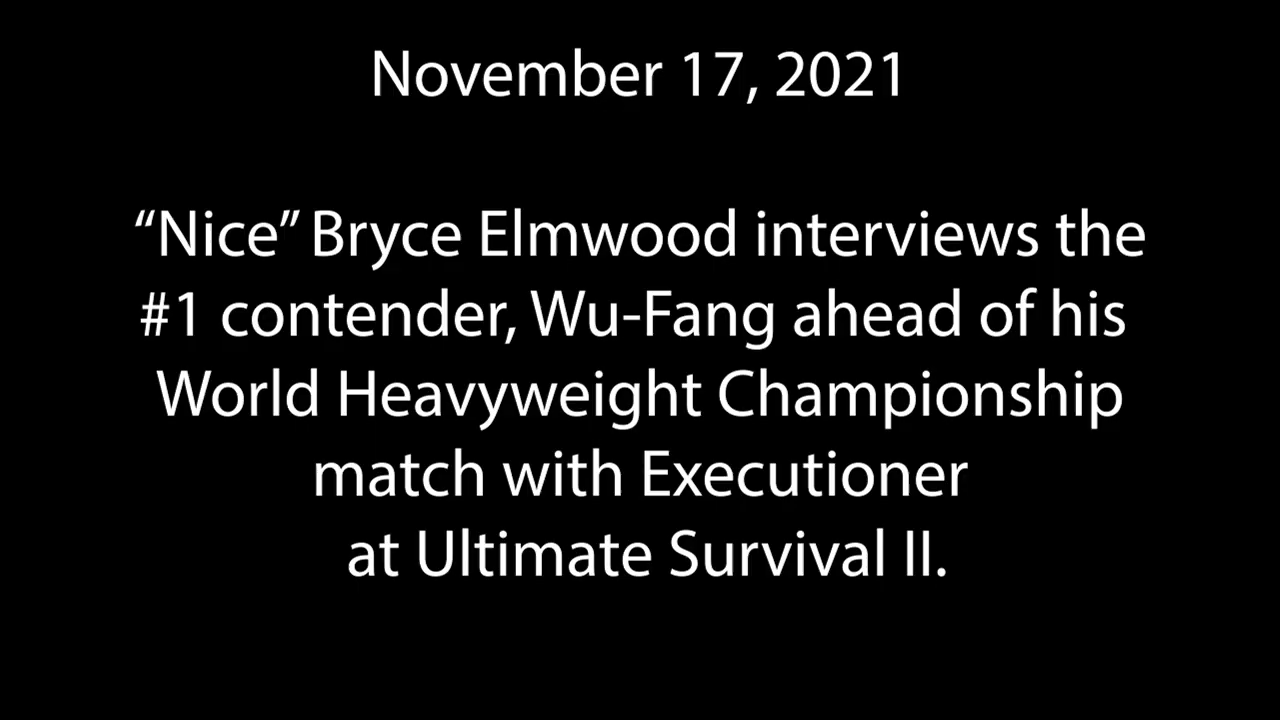 November 17, 2021
“Nice” Bryce Elmwood interviews the
#1 contender, Wu-Fang ahead of his
World Heavyweight Championship
match with Executioner
at Ultimate Survival II.